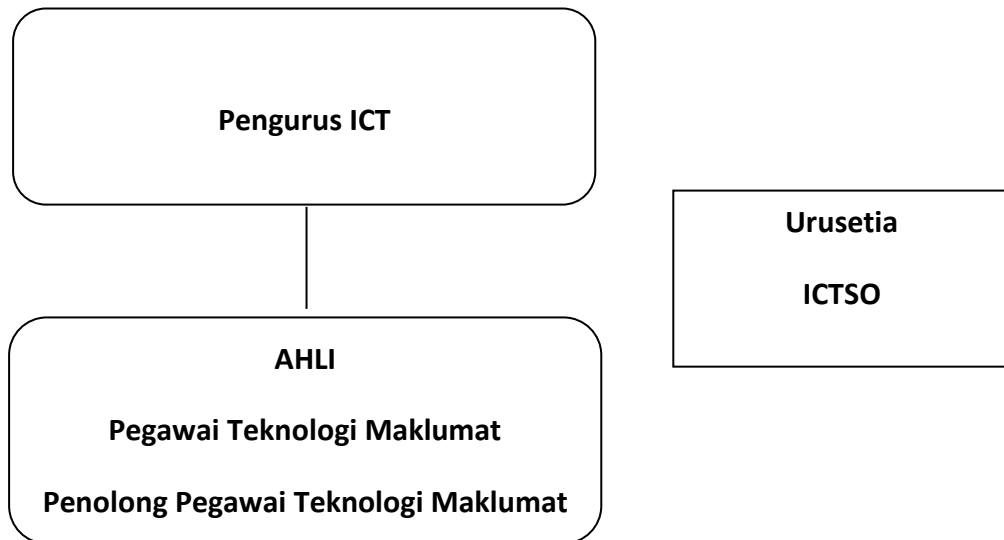 Pengurus ICT
Urusetia
ICTSO
AHLI
Pegawai Teknologi Maklumat
Penolong Pegawai Teknologi Maklumat